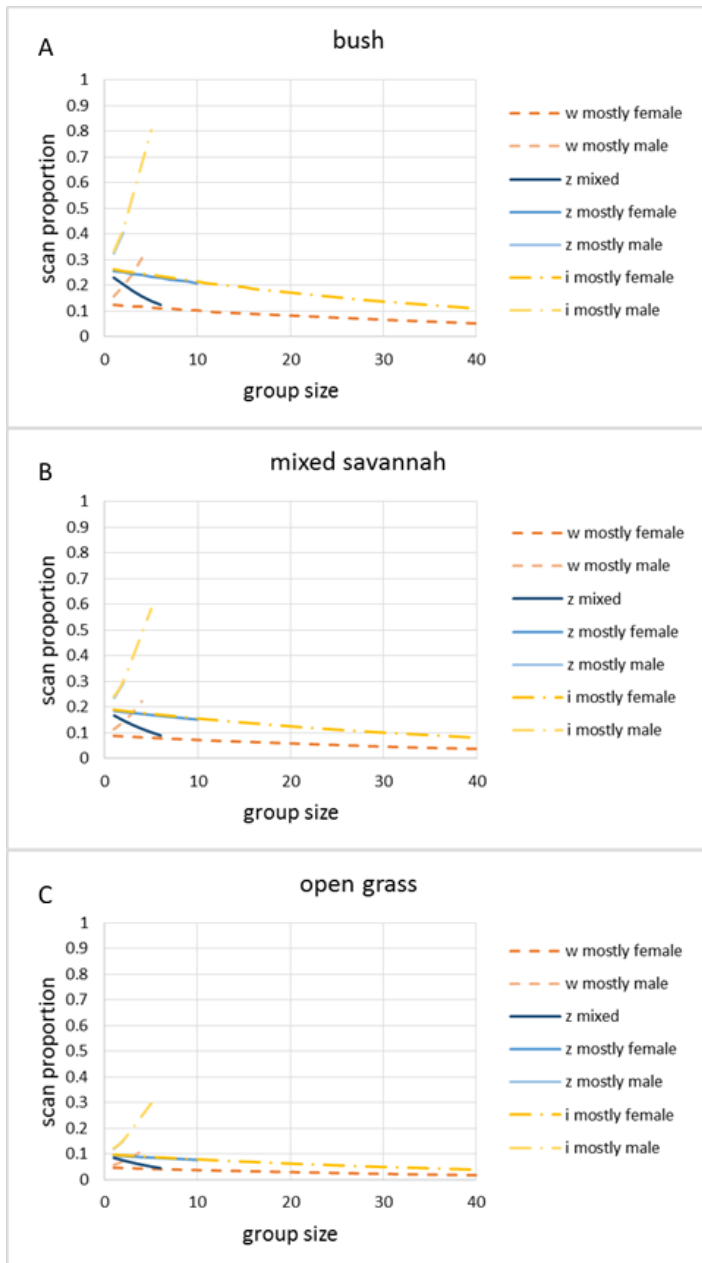 A
bush
1
0.9
0.8
0.7
0.6
0.5
0.4
0.3
0.2
0.1
0
scan proportion
0 10 20 30 40
group size
w mostly female
w mostly male
z mixed
z mostly female
z mostly male
i mostly female
i mostly male
B
mixed savannah
1
0.9
0.8
0.7
0.6
0.5
0.4
0.3
0.2
0.1
0
scan proportion
0 10 20 30 40
group size
w mostly female
w mostly male
z mixed
z mostly female
z mostly male
i mostly female
i mostly male
C
open grass
1
0.9
0.8
0.7
0.6
0.5
0.4
0.3
0.2
0.1
0
scan proportion
0 10 20 30 40
group size
w mostly female
w mostly male
z mixed
z mostly female
z mostly male
i mostly female
i mostly male